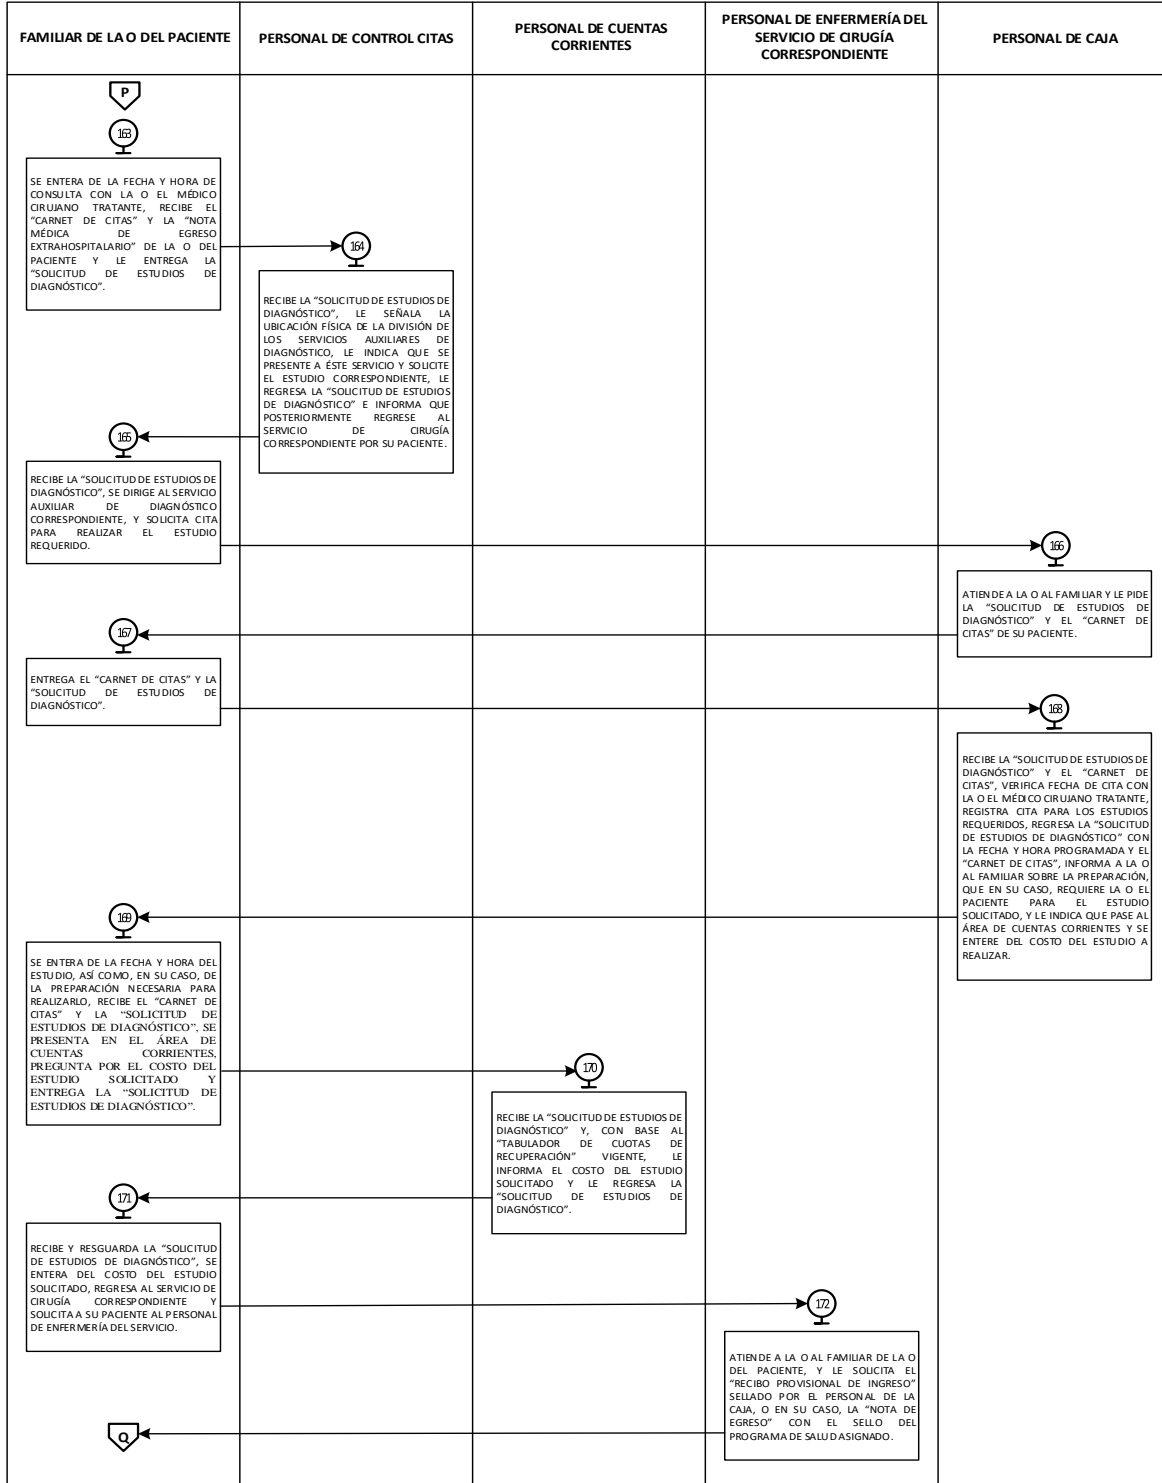 FAMILIAR DE LA O DEL PACIENTE
PERSONAL DE CONTROL CITAS
PERSONAL DE CUENTAS
CORRIENTES
PERSONAL DE ENFERMERÍA DEL
SERVICIO DE CIRUGÍA
CORRESPONDIENTE
PERSONAL DE CAJA
P
163
SE ENTERA DE LA FECHA Y HORA DE
CONSULTA CON LA O EL MÉDICO
CIRUJANO TRATANTE, RECIBE EL
"CARNET DE CITAS" Y LA "NOTA
MÉDICA DE EGRESO
EXTRAHOSPITALARIO" DE LA O DEL
PACIENTE Y LE ENTREGA LA
"SOLICITUD DE ESTUDIOS DE
DIAGNÓSTICO".
164
RECIBE LA "SOLICITUD DE ESTUDIOS DE
DIAGNÓSTICO", LE SEÑALA LA
UBICACIÓN FÍSICA DE LA DIVISIÓN DE
LOS SERVICIOS AUXILIARES DE
DIAGNÓSTICO, LE INDICA QUE SE
PRESENTE A ÉSTE SERVICIO Y SOLICITE
EL ESTUDIO CORRESPONDIENTE, LE
REGRESA LA "SOLICITUD DE ESTUDIOS
DE DIAGNÓSTICO" E INFORMA QUE
POSTERIORMENTE REGRESE AL
SERVICIO DE CIRUGÍA
CORRESPONDIENTE POR SU PACIENTE.
165
RECIBE LA "SOLICITUD DE ESTUDIOS DE
DIAGNÓSTICO", SE DIRIGE AL SERVICIO
AUXILIAR DE DIAGNÓSTICO
CORRESPONDIENTE, Y SOLICITA CITA
PARA REALIZAR EL ESTUDIO
REQUERIDO.
166
ATIENDE A LA O AL FAMILIAR Y LE PIDE
LA "SOLICITUD DE ESTUDIOS DE
DIAGNÓSTICO" Y EL "CARNET DE
CITAS" DE SU PACIENTE.
167
ENTREGA EL "CARNET DE CITAS" Y LA
"SOLICITUD DE ESTUDIOS DE
DIAGNÓSTICO".
168
RECIBE LA "SOLICITUD DE ESTUDIOS DE
DIAGNÓSTICO" Y EL "CARNET DE
CITAS", VERIFICA FECHA DE CITA CON
LA O EL MÉDICO CIRUJANO TRATANTE,
REGISTRA CITA PARA LOS ESTUDIOS
REQUERIDOS, REGRESA LA "SOLICITUD
DE ESTUDIOS DE DIAGNÓSTICO" CON
LA FECHA Y HORA PROGRAMADA Y EL
"CARNET DE CITAS", INFORMA A LA O
AL FAMILIAR SOBRE LA PREPARACIÓN,
QUE EN SU CASO, REQUIERE LA O EL
PACIENTE PARA EL ESTUDIO
SOLICITADO, Y LE INDICA QUE PASE AL
ÁREA DE CUENTAS CORRIENTES Y SE
ENTERE DEL COSTO DEL ESTUDIO A
REALIZAR.
169
SE ENTERA DE LA FECHA Y HORA DEL
ESTUDIO, ASÍ COMO, EN SU CASO, DE
LA PREPARACIÓN NECESARIA PARA
REALIZARLO, RECIBE EL "CARNET DE
CITAS" Y LA "SOLICITUD DE
ESTUDIOS DE DIAGNÓSTICO", SE
PRESENTA EN EL ÁREA DE
CUENTAS CORRIENTES,
PREGUNTA POR EL COSTO DEL
ESTUDIO SOLICITADO Y
ENTREGA LA "SOLICITUD DE
ESTUDIOS DE DIAGNÓSTICO".
170
RECIBE LA "SOLICITUD DE ESTUDIOS DE
DIAGNÓSTICO" Y, CON BASE AL
"TABULADOR DE CUOTAS DE
RECUPERACIÓN" VIGENTE, LE
INFORMA EL COSTO DEL ESTUDIO
SOLICITADO Y LE REGRESA LA
"SOLICITUD DE ESTUDIOS DE
DIAGNÓSTICO".
171
RECIBE Y RESGUARDA LA "SOLICITUD
DE ESTUDIOS DE DIAGNÓSTICO", SE
ENTERA DEL COSTO DEL ESTUDIO
SOLICITADO, REGRESA AL SERVICIO DE
CIRUGÍA CORRESPONDIENTE Y
SOLICITA A SU PACIENTE AL PERSONAL
DE ENFERMERÍA DEL SERVICIO.
172
ATIENDE A LA O AL FAMILIAR DE LA O
DEL PACIENTE, Y LE SOLICITA EL
"RECIBO PROVISIONAL DE INGRESO"
SELLADO POR EL PERSONAL DE LA
CAJA, O EN SU CASO, LA "NOTA DE
EGRESO" CON EL SELLO DEL
PROGRAMA DE SALUD ASIGNADO.
Q